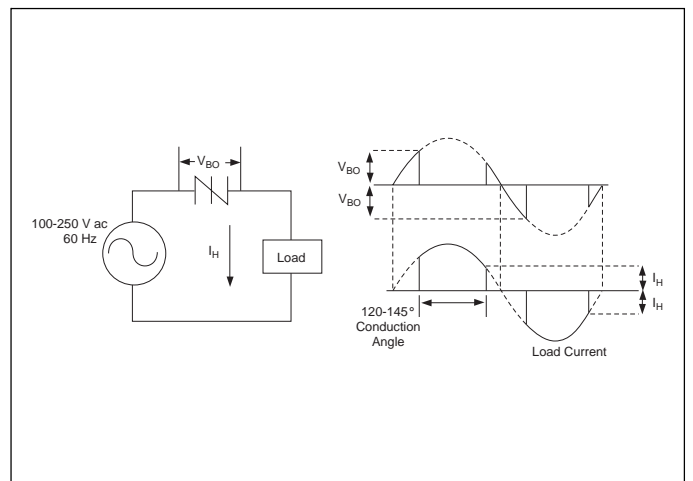 V_BO
100-250 V ac
60 Hz
I_H
Load
V_BO
V_BO
I_H
I_H
120-145°
Conduction
Angle
Load Current